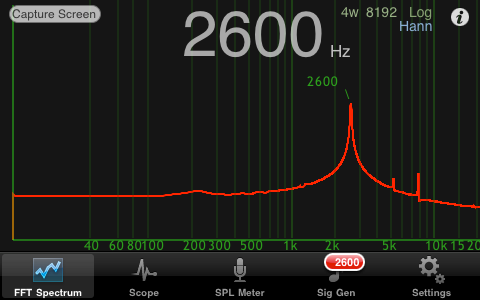 Capture Screen
2600 Hz
4w 8192 Log
Hann
i
2600
40 60 80 100 200 300 500 1k 2k 5k 10k 15 20
2600
FFT Spectrum Scope SPL Meter Sig Gen Settings